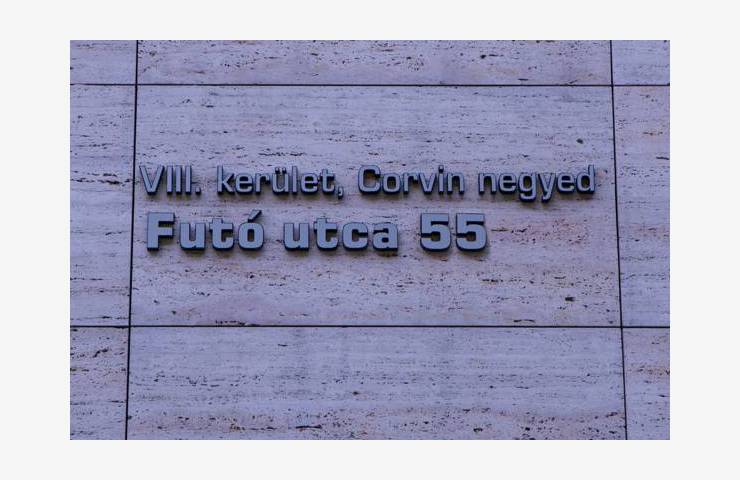 VIII. kerület, Corvin negyed
Futó utca 55